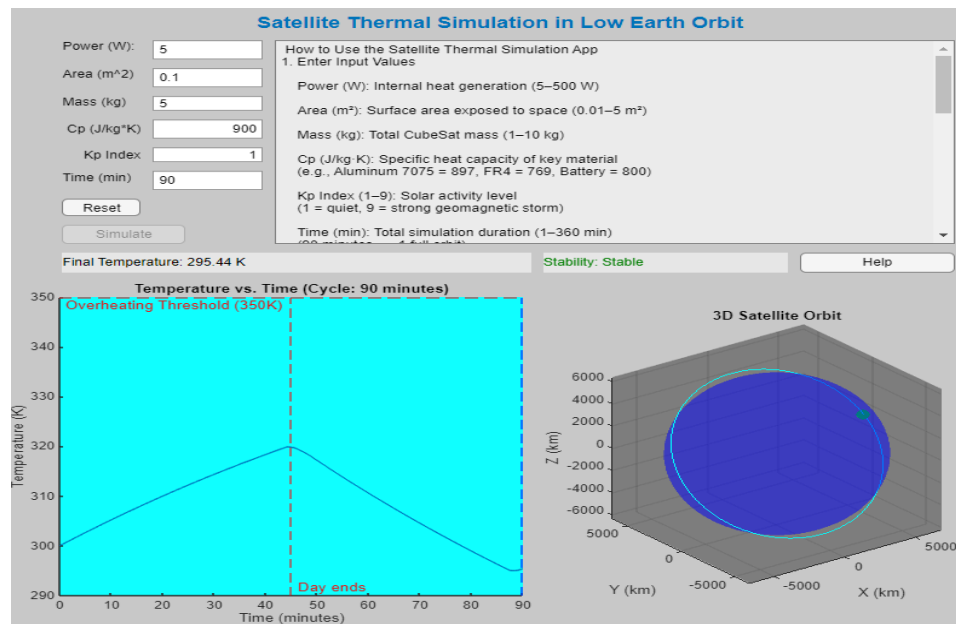 Satellite Thermal Simulation in Low Earth Orbit
Power (W):
5
Area (m^2)
0.1
Mass (kg)
5
Cp (J/kg*K)
900
Kp Index
1
Time (min)
90
Reset
Simulate
How to Use the Satellite Thermal Simulation App
1. Enter Input Values
Power (W): Internal heat generation (5–500 W)
Area (m²): Surface area exposed to space (0.01–5 m²)
Mass (kg): Total CubeSat mass (1–10 kg)
Cp (J/kg·K): Specific heat capacity of key material
(e.g., Aluminum 7075 = 897, FR4 = 769, Battery = 800)
Kp Index (1–9): Solar activity level
(1 = quiet, 9 = strong geomagnetic storm)
Time (min): Total simulation duration (1–360 min)
Final Temperature: 295.44 K
Stability: Stable
Help
Temperature vs. Time (Cycle: 90 minutes)
Overheating Threshold (350K)
350
340
330
320
310
300
290
Temperature (K)
Day ends
0 10 20 30 40 50 60 70 80 90
Time (minutes)
3D Satellite Orbit
6000
4000
2000
0
-2000
-4000
-6000
Z (km)
5000
0
-5000
Y (km)
-5000
0
5000
X (km)